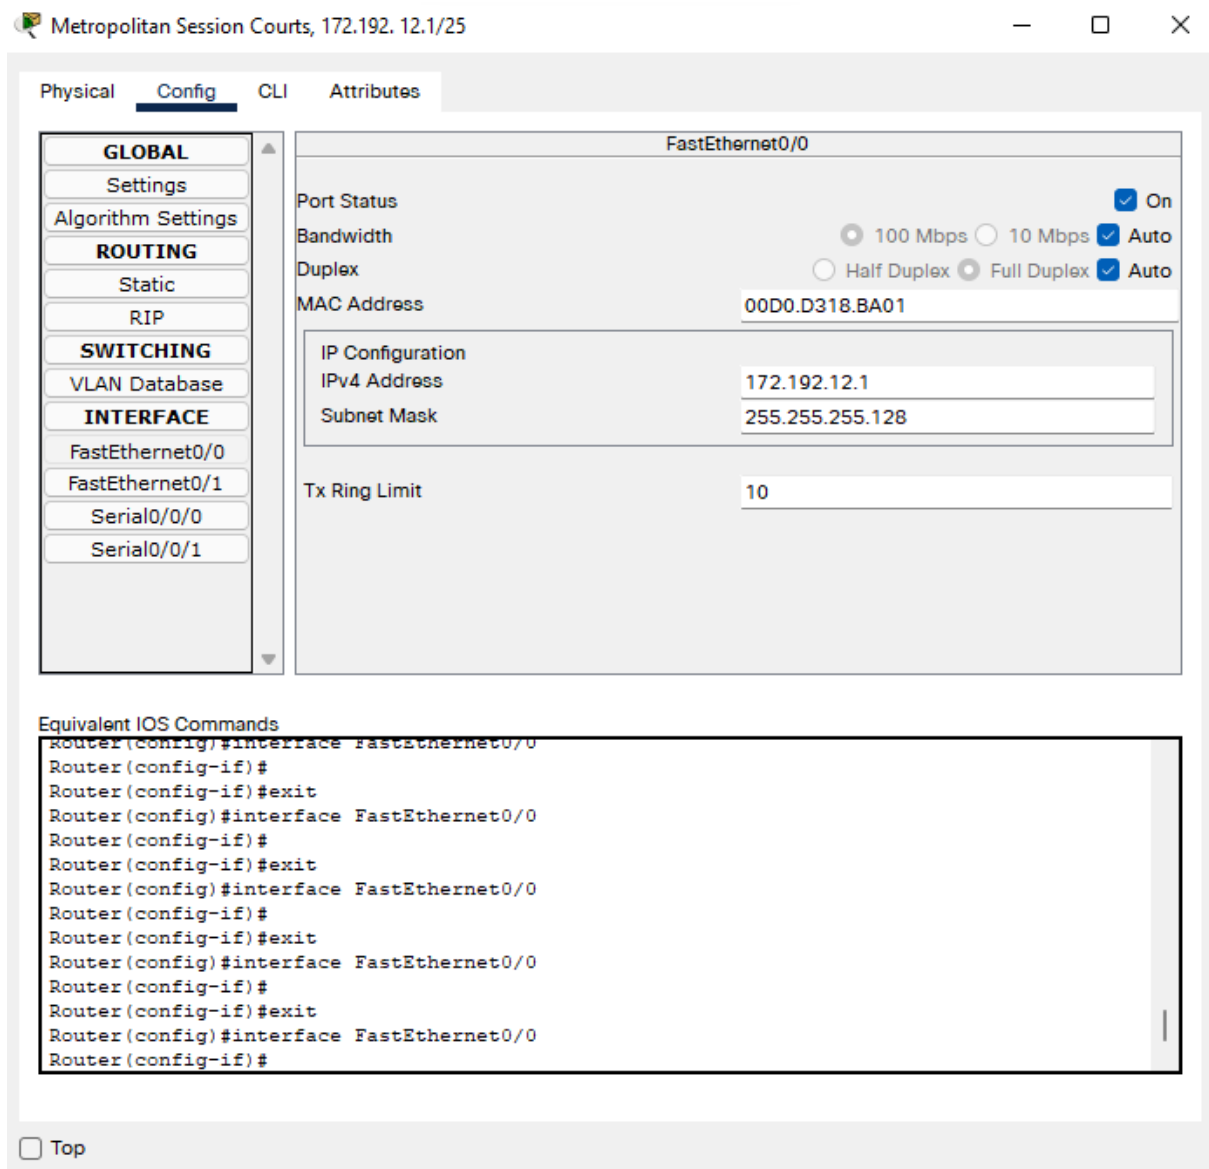 Metropolitan Session Courts, 172.192. 12.1/25
Physical Config CLI Attributes
GLOBAL
Settings
Algorithm Settings
ROUTING
Static
RIP
SWITCHING
VLAN Database
INTERFACE
FastEthernet0/0
FastEthernet0/1
Serial0/0/0
Serial0/0/1
FastEthernet0/0
Port Status On
Bandwidth 100 Mbps 10 Mbps Auto
Duplex Half Duplex Full Duplex Auto
MAC Address 00D0.D318.BA01
IP Configuration
IPv4 Address 172.192.12.1
Subnet Mask 255.255.255.128
Tx Ring Limit 10
Equivalent IOS Commands
Router(config)#interface FastEthernet0/0
Router(config-if)#
Router(config-if)#exit
Router(config)#interface FastEthernet0/0
Router(config-if)#
Router(config-if)#exit
Router(config)#interface FastEthernet0/0
Router(config-if)#
Router(config-if)#exit
Router(config)#interface FastEthernet0/0
Router(config-if)#
Router(config-if)#exit
Router(config)#interface FastEthernet0/0
Router(config-if)#
Top